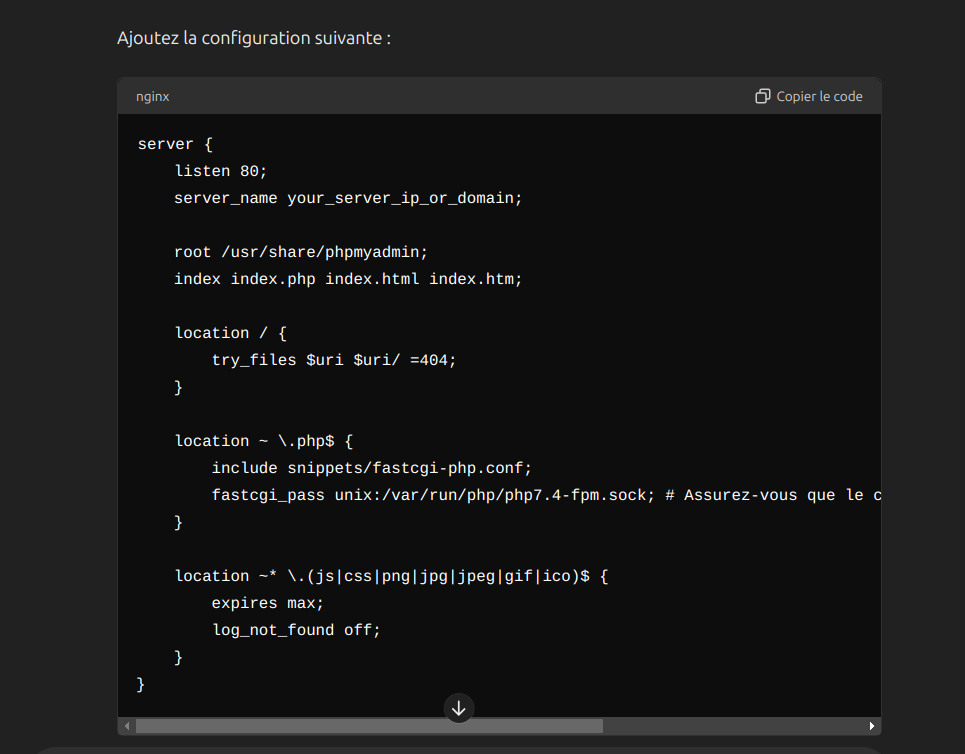 Ajoutez la configuration suivante :
nginx
Copier le code
server {
    listen 80;
    server_name your_server_ip_or_domain;

    root /usr/share/phpmyadmin;
    index index.php index.html index.htm;

    location / {
        try_files $uri $uri/ =404;
    }

    location ~ \.php$ {
        include snippets/fastcgi-php.conf;
        fastcgi_pass unix:/var/run/php/php7.4-fpm.sock; # Assurez-vous que le c
    }

    location ~* \.(js|css|png|jpg|jpeg|gif|ico)$ {
        expires max;
        log_not_found off;
    }
}